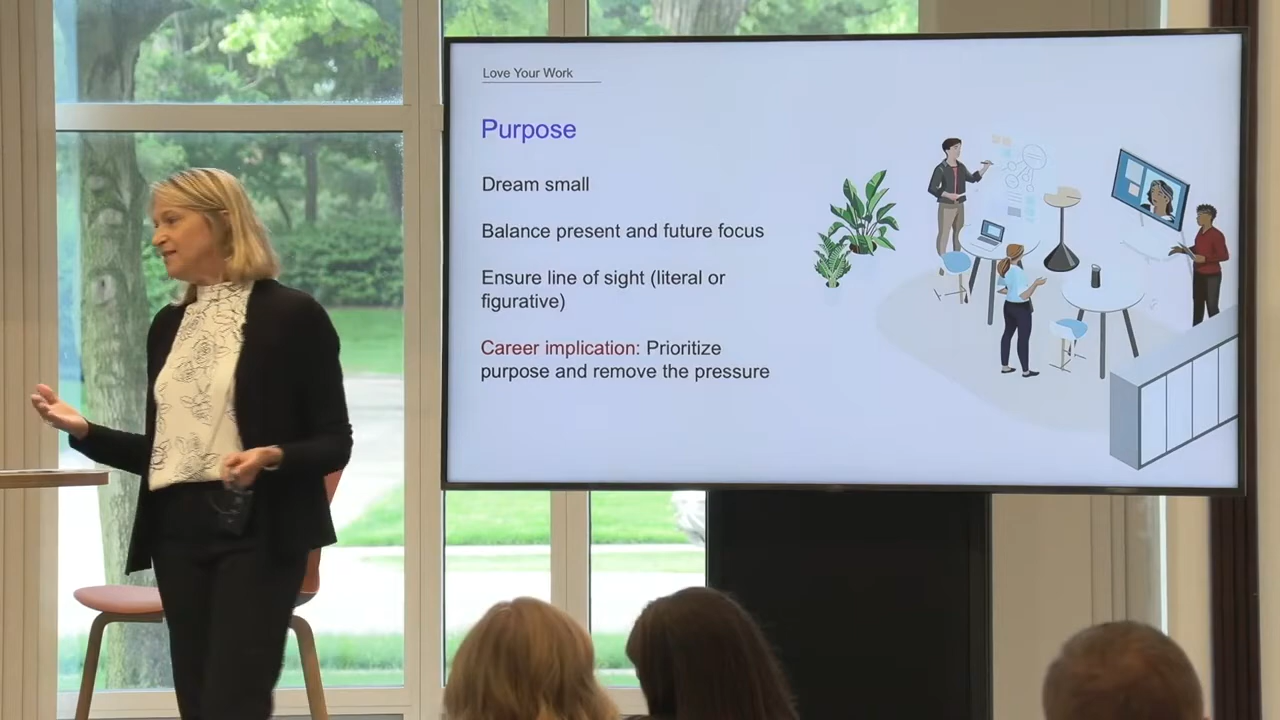 Love Your Work
Purpose
Dream small
Balance present and future focus
Ensure line of sight (literal or
figurative)
Career implication: Prioritize
purpose and remove the pressure